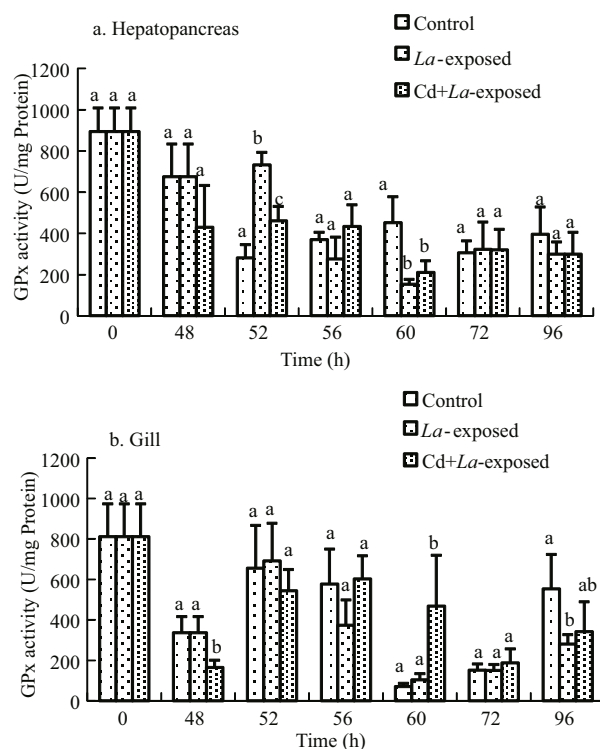 a. Hepatopancreas
Control
La-exposed
Cd+La-exposed
GPx activity (U/mg Protein)
1200
1000
800
600
400
200
0
a a a
a a a
a b c
a a a
a b b
a a a
a a a
0 48 52 56 60 72 96
Time (h)
b. Gill
Control
La-exposed
Cd+La-exposed
GPx activity (U/mg Protein)
1200
1000
800
600
400
200
0
a a a
a a b
a a a
a a a
a a b
a a a
a b ab
0 48 52 56 60 72 96
Time (h)